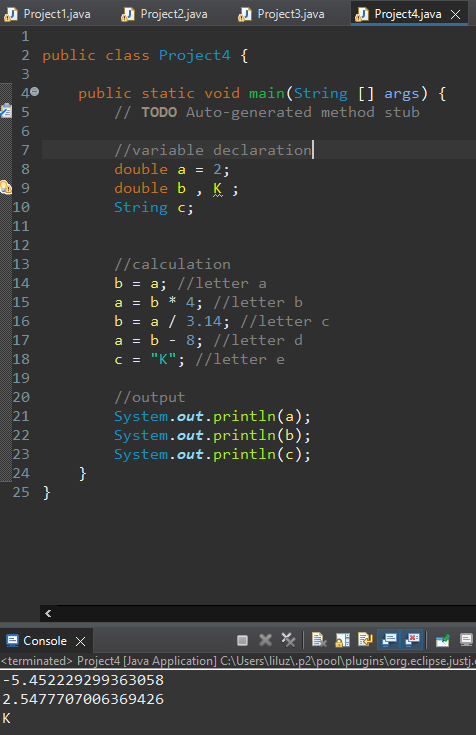 Project1.java Project2.java Project3.java Project4.java
1
2 public class Project4 {
3
4 public static void main(String [] args) {
5 // TODO Auto-generated method stub
6
7 //variable declaration
8 double a = 2;
9 double b , K ;
10 String c;
11
12
13 //calculation
14 b = a; //letter a
15 a = b * 4; //letter b
16 b = a / 3.14; //letter c
17 a = b - 8; //letter d
18 c = "K"; //letter e
19
20 //output
21 System.out.println(a);
22 System.out.println(b);
23 System.out.println(c);
24 }
25 }
Console
<terminated> Project4 [Java Application] C:\Users\liluz\.p2\pool\plugins\org.eclipse.justj.
-5.452229299363058
2.5477707006369426
K